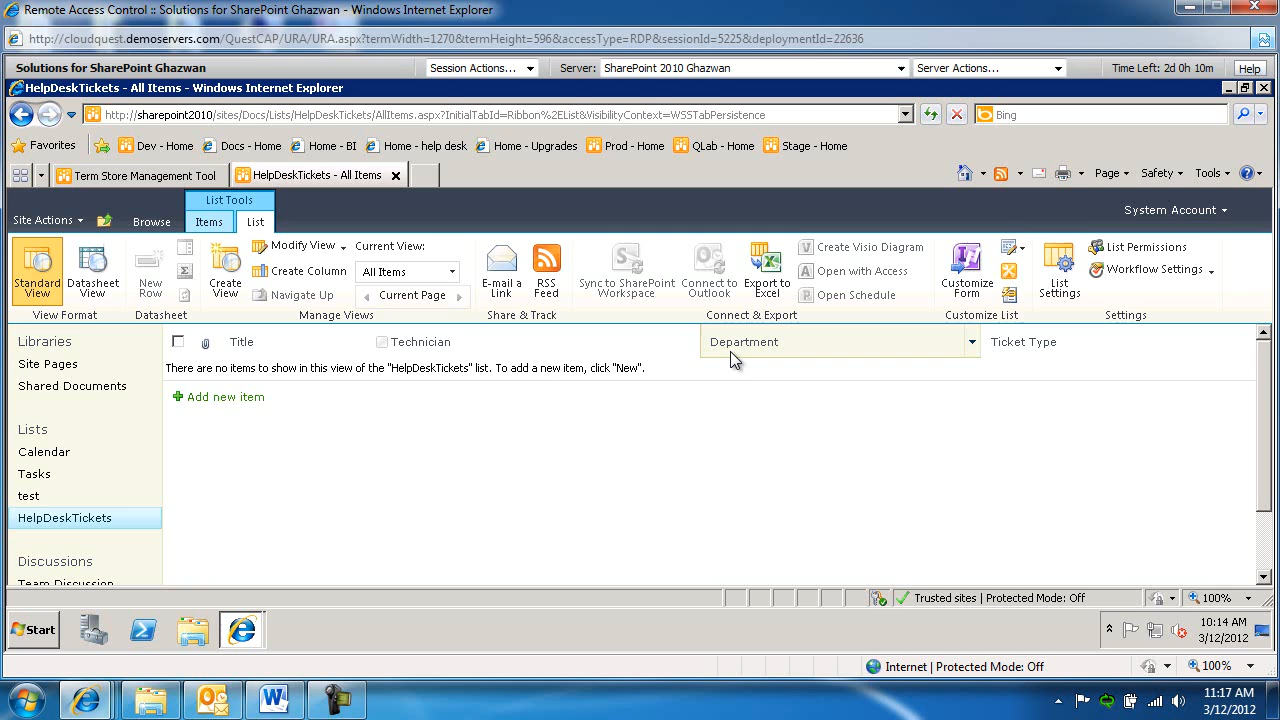 Remote Access Control :: Solutions for SharePoint Ghazwan - Windows Internet Explorer
http://cloudquest.demoservers.com/QuestCAP/URA/URA.aspx?termWidth=1270&termHeight=596&accessType=RDP&sessionId=5225&deploymentId=22636
Solutions for SharePoint Ghazwan Session Actions... Server: SharePoint 2010 Ghazwan Server Actions... Time Left: 2d 0h 10m Help
HelpDeskTickets - All Items - Windows Internet Explorer
http://sharepoint2010/sites/Don/Lists/HelpDeskTickets/AllItems.aspx?InitialTabId=Ribbon%2EList&VisibilityContext=WSSTabPersistence Bing
Favorites Dev - Home Docs - Home Home - BI Home - help desk Home - Upgrades Prod - Home QLab - Home Stage - Home
Term Store Management Tool HelpDeskTickets - All Items Page Safety Tools
List Tools
Site Actions Browse Items List System Account
Standard View Datasheet View New Row Create View Modify View Current View: E-mail a Link RSS Feed Sync to SharePoint Workspace Connect to Outlook Export to Excel Create Visio Diagram Customize Form List Settings List Permissions
Create Column All Items Open with Access Workflow Settings
Navigate Up Current Page Open Schedule
View Format Datasheet Manage Views Share & Track Connect & Export Customize List Settings
Libraries Title Technician Department Ticket Type
Site Pages There are no items to show in this view of the "HelpDeskTickets" list. To add a new item, click "New".
Shared Documents Add new item
Lists
Calendar
Tasks
test
HelpDeskTickets
Discussions
Team Discussion
Trusted sites | Protected Mode: Off 100%
Start 10:14 AM
3/12/2012
Internet | Protected Mode: Off 100%
11:17 AM
3/12/2012